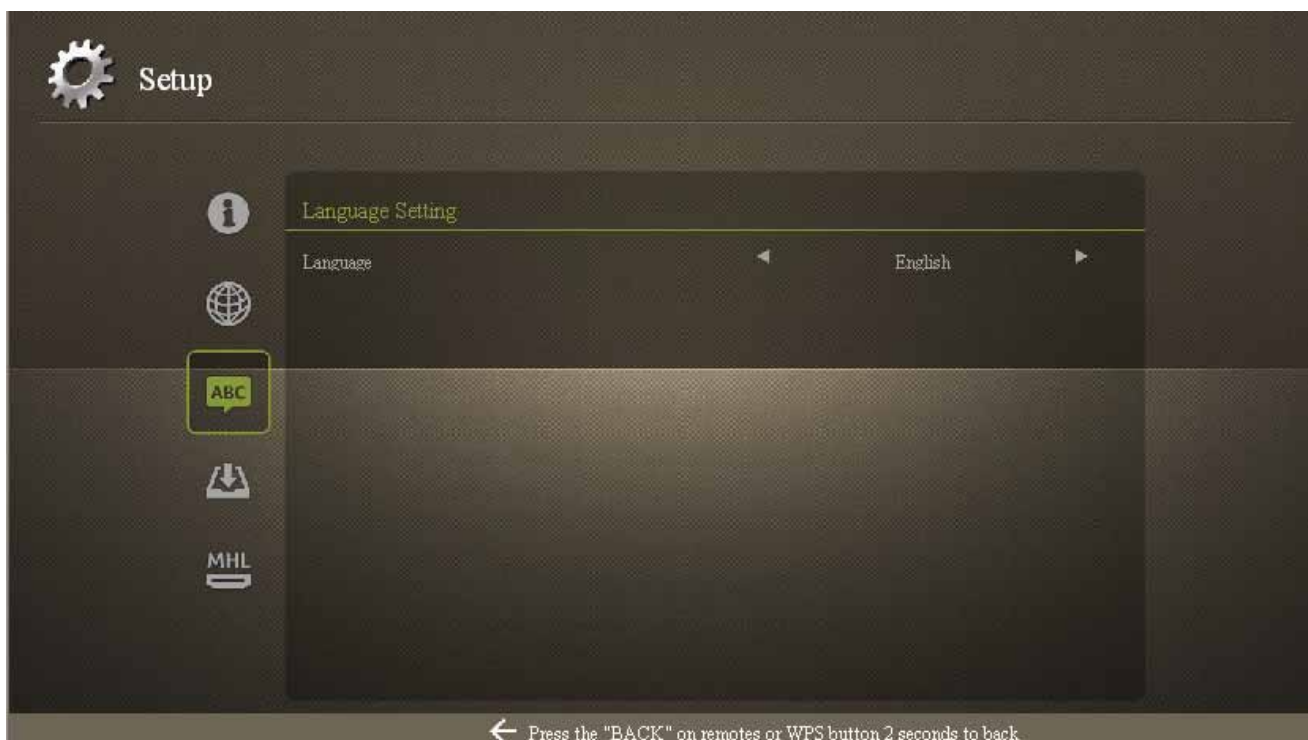 Setup
Language Setting
Language English
ABC
MHL
Press the "BACK" on remotes or WPS button 2 seconds to back